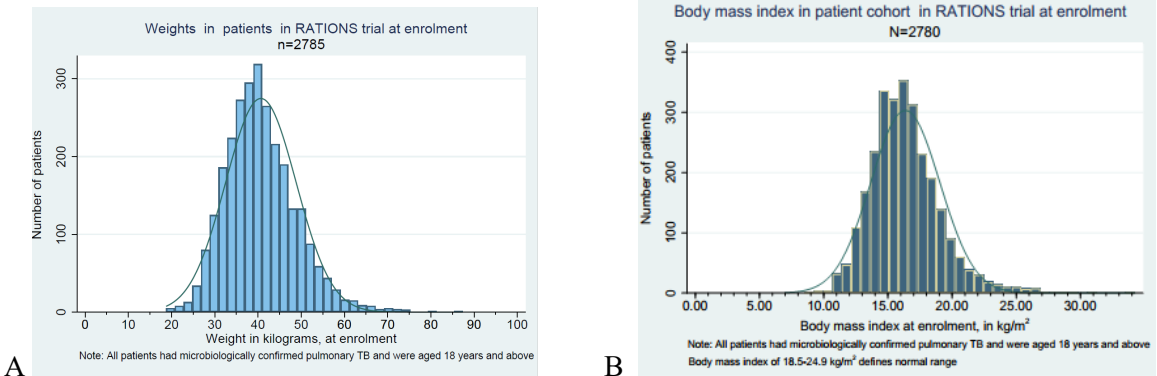 Weights in patients in RATIONS trial at enrolment
n=2785
Number of patients
300
200
100
0
0 10 20 30 40 50 60 70 80 90 100
Weight in kilograms, at enrolment
Note: All patients had microbiologically confirmed pulmonary TB and were aged 18 years and above
A
Body mass index in patient cohort in RATIONS trial at enrolment
N=2780
Number of patients
400
300
200
100
0
0.00 5.00 10.00 15.00 20.00 25.00 30.00
Body mass index at enrolment, in kg/m²
Note: All patients had microbiologically confirmed pulmonary TB and were aged 18 years and above
Body mass index of 18.5-24.9 kg/m² defines normal range
B